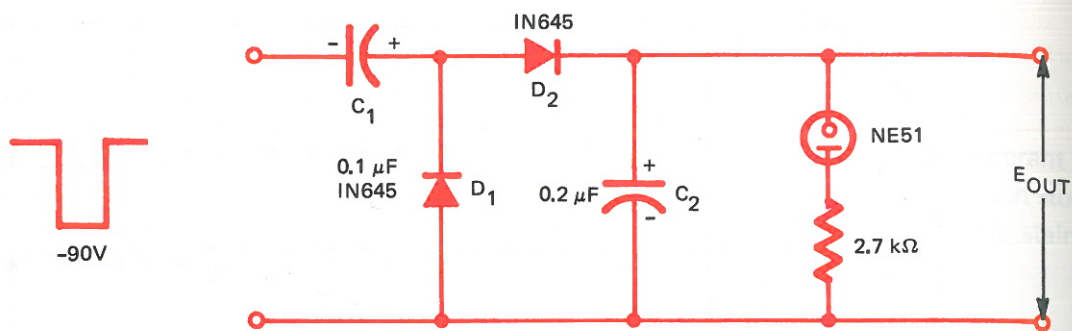 IN645
- +
C1
D2
NE51
-90V
0.1 μF
IN645
D1
+
0.2 μF
C2
-
2.7 kΩ
EOUT